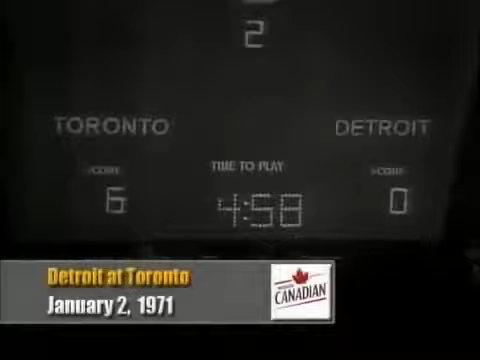 2
TORONTO DETROIT
SCORE TIME TO PLAY SCORE
6 4:58 0
Detroit at Toronto
January 2, 1971
MOLSON
CANADIAN